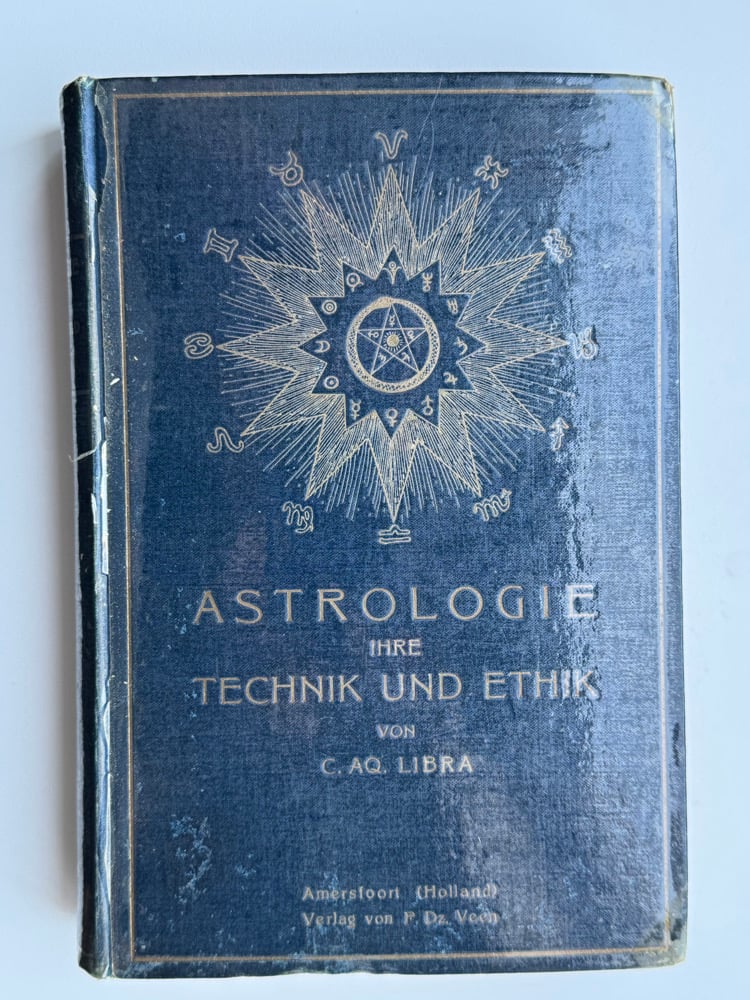 ASTROLOGIE
IHRE
TECHNIK UND ETHIK
VON
C. AQ. LIBRA
Amersfoort (Holland)
Verlag von P. Dz. Veen